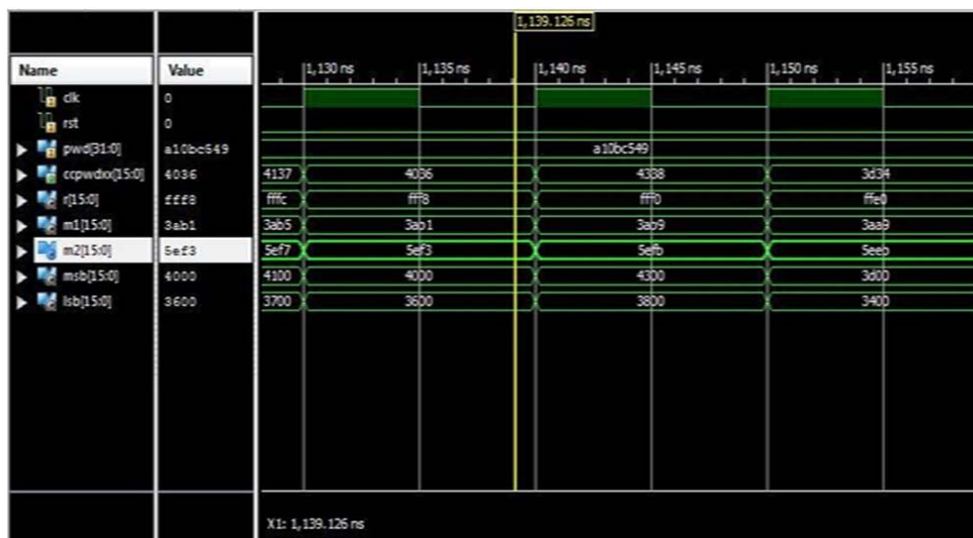 1,139.126 ns
Name Value 1,130 ns 1,135 ns 1,140 ns 1,145 ns 1,150 ns 1,155 ns
clk 0
rst 0
pwd[31:0] a10bc549 a10bc549
ccpwdxx[15:0] 4036 4137 4036 4338 3d34
r[15:0] fff8 fffc fff8 fff0 ffe0
m1[15:0] 3ab1 3ab5 3ab1 3ab9 3aa9
m2[15:0] 5ef3 5ef7 5ef3 5efb 5eeb
msb[15:0] 4000 4100 4000 4300 3d00
lsb[15:0] 3600 3700 3600 3800 3400
X1: 1,139.126 ns